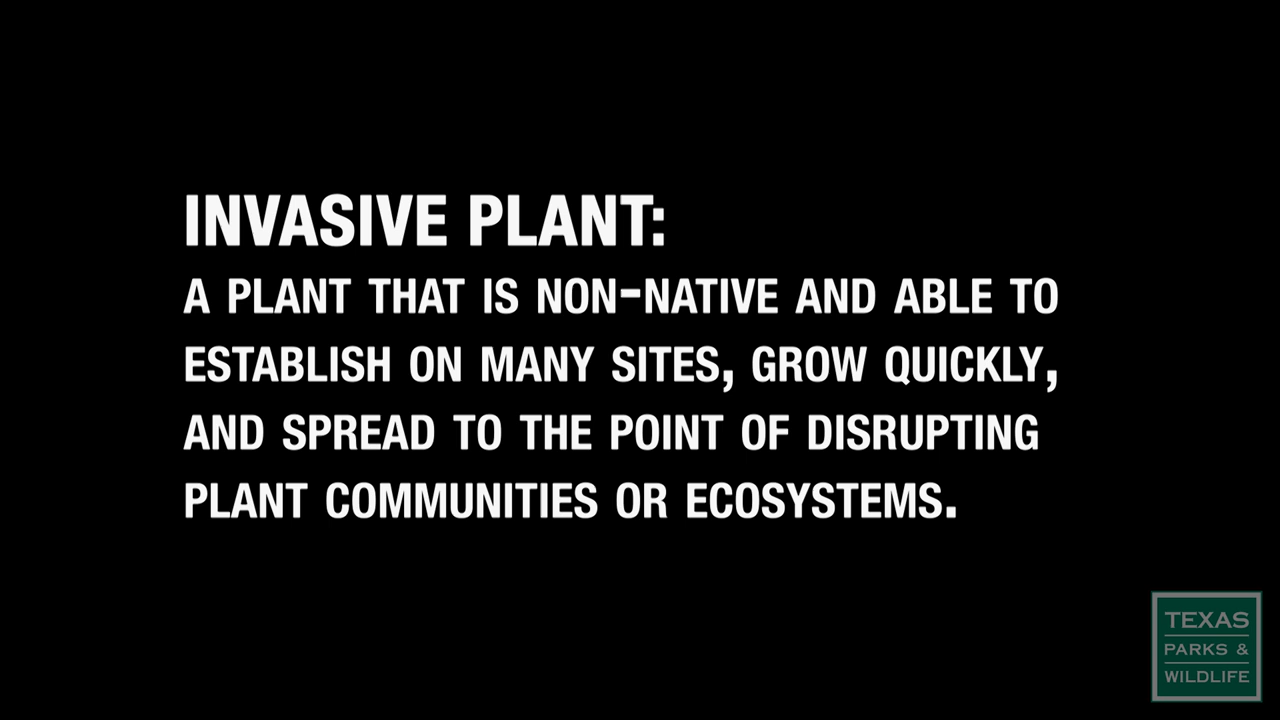 INVASIVE PLANT:
A PLANT THAT IS NON-NATIVE AND ABLE TO
ESTABLISH ON MANY SITES, GROW QUICKLY,
AND SPREAD TO THE POINT OF DISRUPTING
PLANT COMMUNITIES OR ECOSYSTEMS.
TEXAS
PARKS &
WILDLIFE